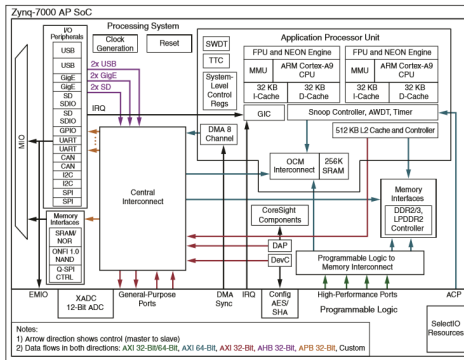 Zynq-7000 AP SoC
I/O
Peripherals
USB
USB
GigE
GigE
SD
SDIO
SD
SDIO
GPIO
UART
UART
CAN
CAN
I2C
I2C
SPI
SPI
Memory
Interfaces
SRAM/
NOR
ONFI 1.0
NAND
Q-SPI
CTRL
MIO
EMIO
Processing System
Clock
Generation
Reset
2x USB
2x GigE
2x SD
IRQ
Central
Interconnect
SWDT
TTC
System-
Level
Control
Regs
DMA 8
Channel
Application Processor Unit
FPU and NEON Engine
MMU
ARM Cortex-A9
CPU
32 KB
I-Cache
32 KB
D-Cache
FPU and NEON Engine
MMU
ARM Cortex-A9
CPU
32 KB
I-Cache
32 KB
D-Cache
GIC
Snoop Controller, AWDT, Timer
512 KB L2 Cache and Controller
OCM
Interconnect
256K
SRAM
CoreSight
Components
DAP
DevC
Memory
Interfaces
DDR2/3,
LPDDR2
Controller
Programmable Logic to
Memory Interconnect
XADC
12-Bit ADC
General-Purpose
Ports
DMA
Sync
IRQ
Config
AES/
SHA
High-Performance Ports
ACP
Programmable Logic
SelectIO
Resources
Notes:
1) Arrow direction shows control (master to slave)
2) Data flows in both directions: AXI 32-Bit/64-Bit, AXI 64-Bit, AXI 32-Bit, AHB 32-Bit, APB 32-Bit, Custom